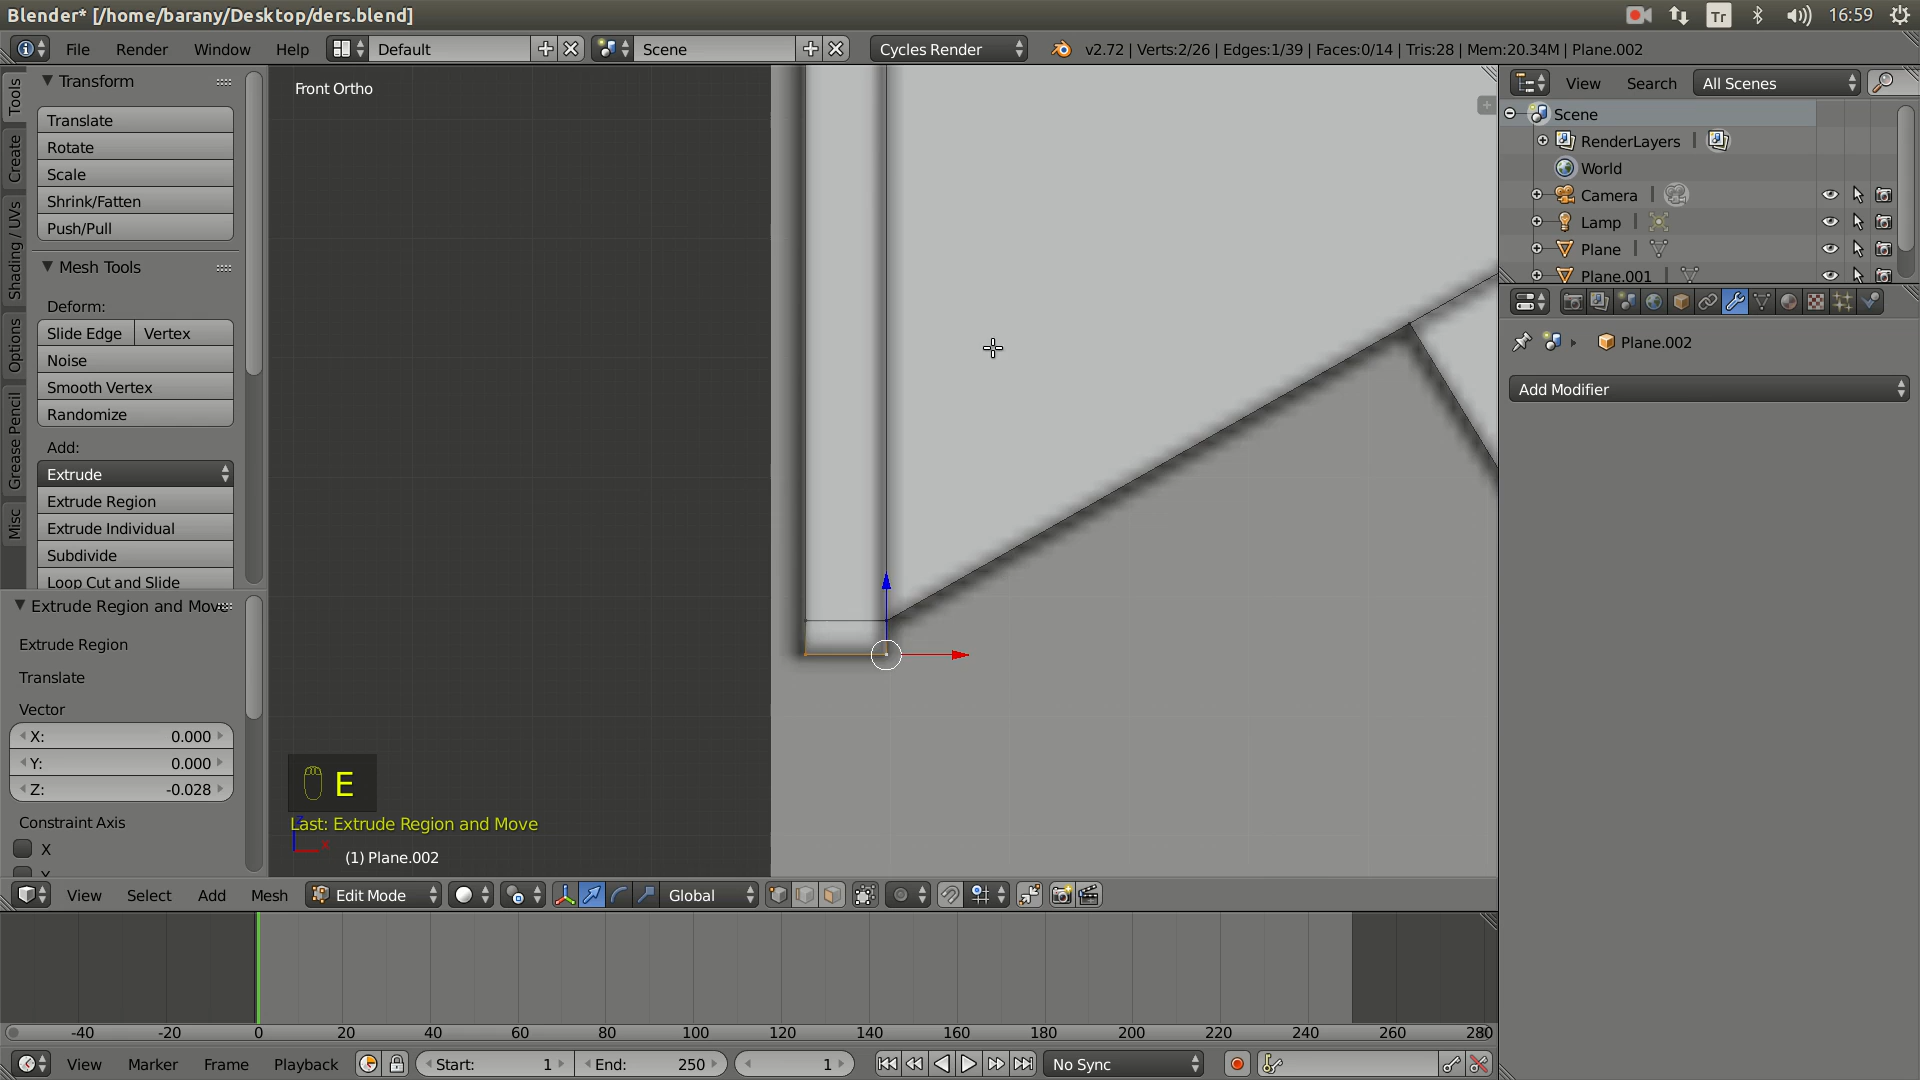 Blender* [/home/barany/Desktop/ders.blend]
Tr
16:59
File Render Window Help Default Scene Cycles Render v2.72 | Verts:2/26 | Edges:1/39 | Faces:0/14 | Tris:28 | Mem:20.34M | Plane.002
Tools
Create
Shading / UVs
Options
Grease Pencil
Misc
Transform
Translate
Rotate
Scale
Shrink/Fatten
Push/Pull
Mesh Tools
Deform:
Slide Edge Vertex
Noise
Smooth Vertex
Randomize
Add:
Extrude
Extrude Region
Extrude Individual
Subdivide
Loop Cut and Slide
Extrude Region and Move
Extrude Region
Translate
Vector
X: 0.000
Y: 0.000
Z: -0.028
Constraint Axis
X
Front Ortho
E
Last: Extrude Region and Move
(1) Plane.002
View Search All Scenes
Scene
RenderLayers
World
Camera
Lamp
Plane
Plane.001
Plane.002
Add Modifier
View Select Add Mesh Edit Mode Global
-40 -20 0 20 40 60 80 100 120 140 160 180 200 220 240 260 280
View Marker Frame Playback Start: 1 End: 250 1 No Sync